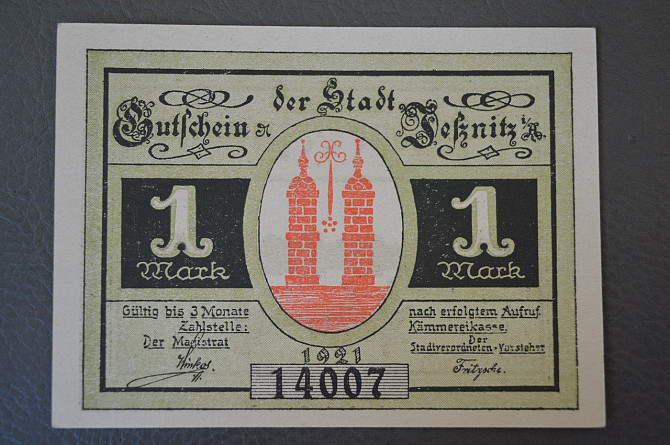 Gutschein der Stadt Jeßnitz i/A.
1 Mark
1 Mark
Gültig bis 3 Monate nach erfolgtem Aufruf.
Zahlstelle: Kämmereikasse.
Der Magistrat
Der Stadtverordneten-Vorsteher
Fritzsche.
1921
14007